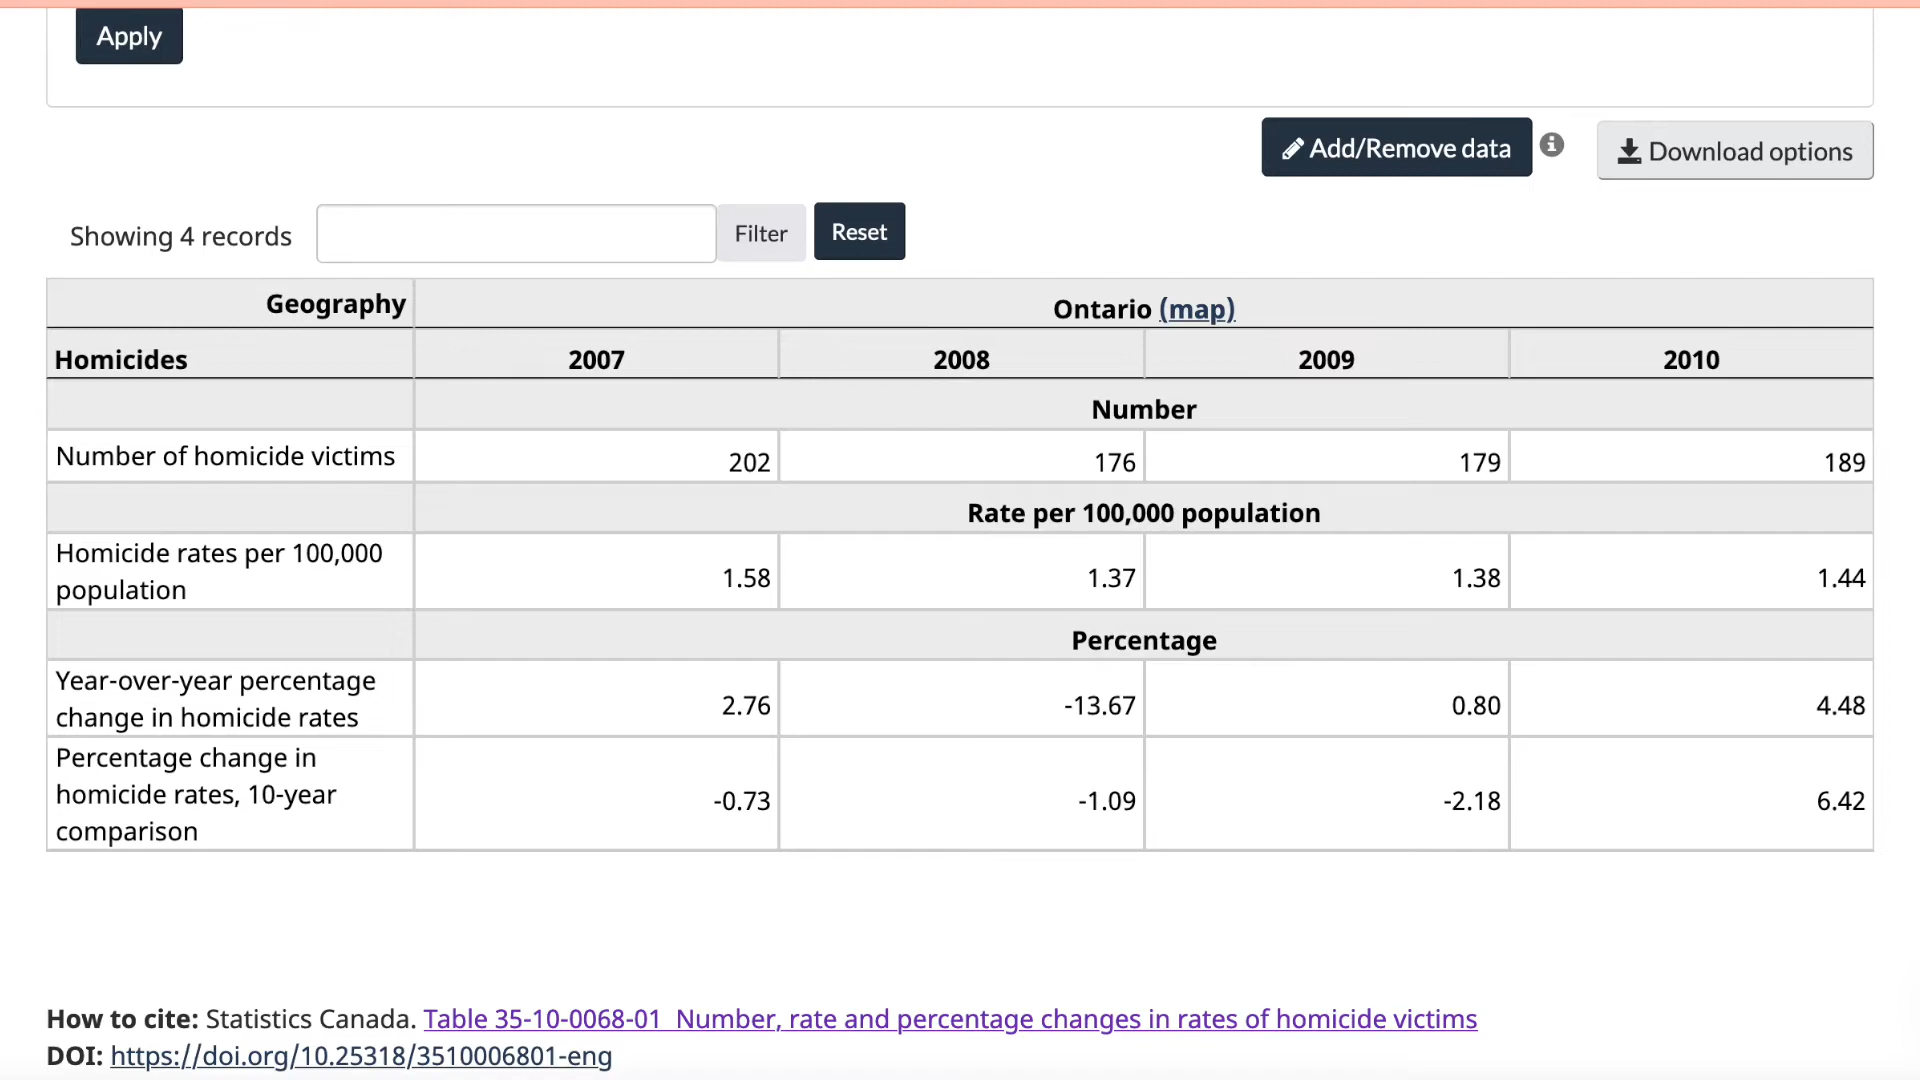 Apply
Add/Remove data
Download options
Showing 4 records
Filter
Reset
Geography
Ontario (map)
Homicides 2007 2008 2009 2010
Number
Number of homicide victims 202 176 179 189
Rate per 100,000 population
Homicide rates per 100,000
population 1.58 1.37 1.38 1.44
Percentage
Year-over-year percentage
change in homicide rates 2.76 -13.67 0.80 4.48
Percentage change in
homicide rates, 10-year
comparison -0.73 -1.09 -2.18 6.42
How to cite: Statistics Canada. Table 35-10-0068-01 Number, rate and percentage changes in rates of homicide victims
DOI: https://doi.org/10.25318/3510006801-eng